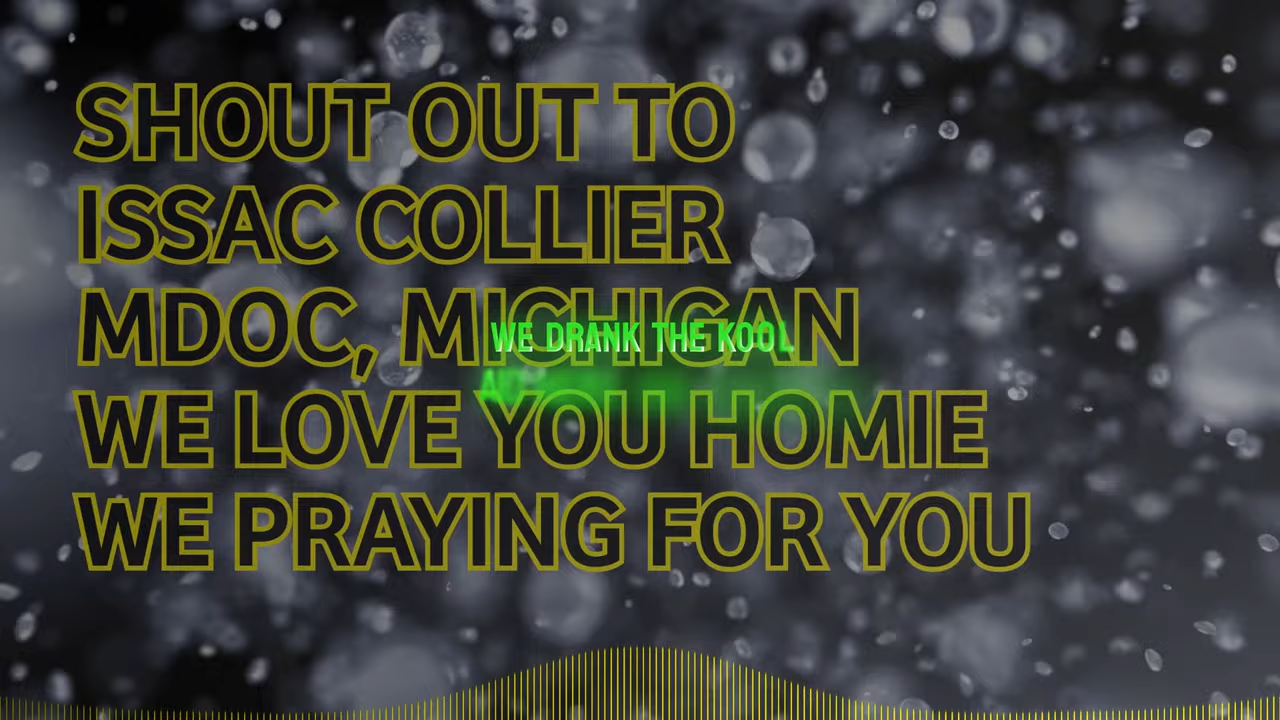 SHOUT OUT TO
ISSAC COLLIER
MDOC, MICHIGAN
WE LOVE YOU HOMIE
WE PRAYING FOR YOU
WE DRANK THE KOOL